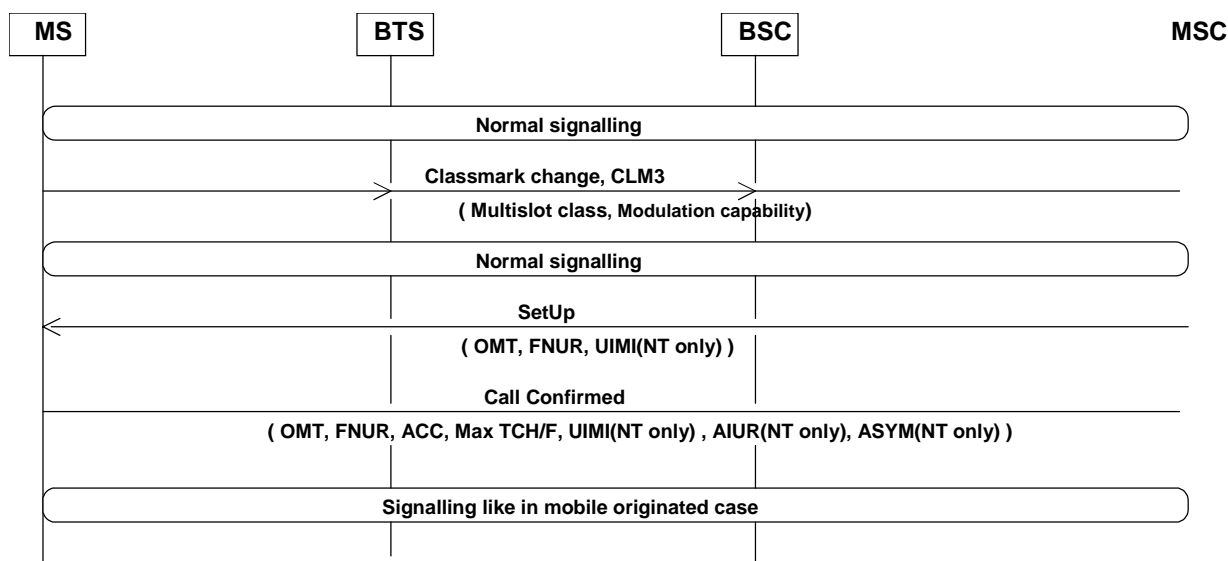 MS BTS BSC MSC
Normal signalling
Classmark change, CLM3
( Multislot class, Modulation capability)
Normal signalling
SetUp
( OMT, FNUR, UIMI(NT only) )
Call Confirmed
( OMT, FNUR, ACC, Max TCH/F, UIMI(NT only) , AIUR(NT only), ASYM(NT only) )
Signalling like in mobile originated case